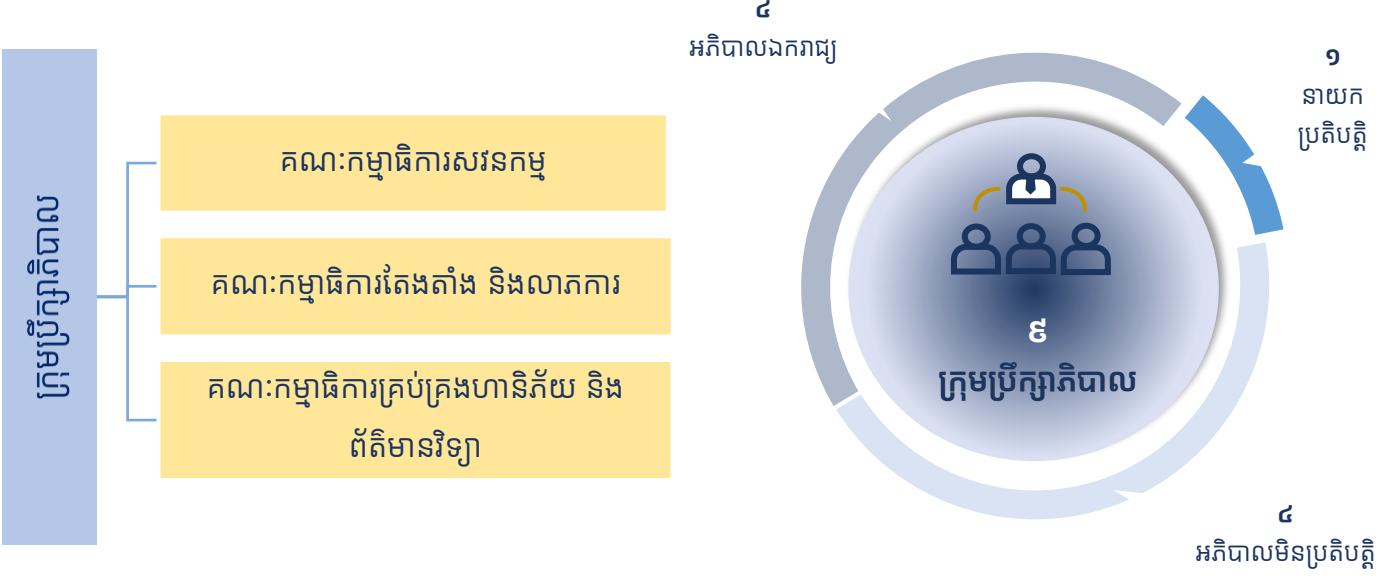 ក្រុមប្រឹក្សាភិបាល
គណៈកម្មាធិការសវនកម្ម
គណៈកម្មាធិការតែងតាំង និងលាភការ
គណៈកម្មាធិការគ្រប់គ្រងហានិភ័យ និង
ព័ត៌មានវិទ្យា
៤
អភិបាលឯករាជ្យ
១
នាយក
ប្រតិបត្តិ
៩
ក្រុមប្រឹក្សាភិបាល
៤
អភិបាលមិនប្រតិបត្តិ